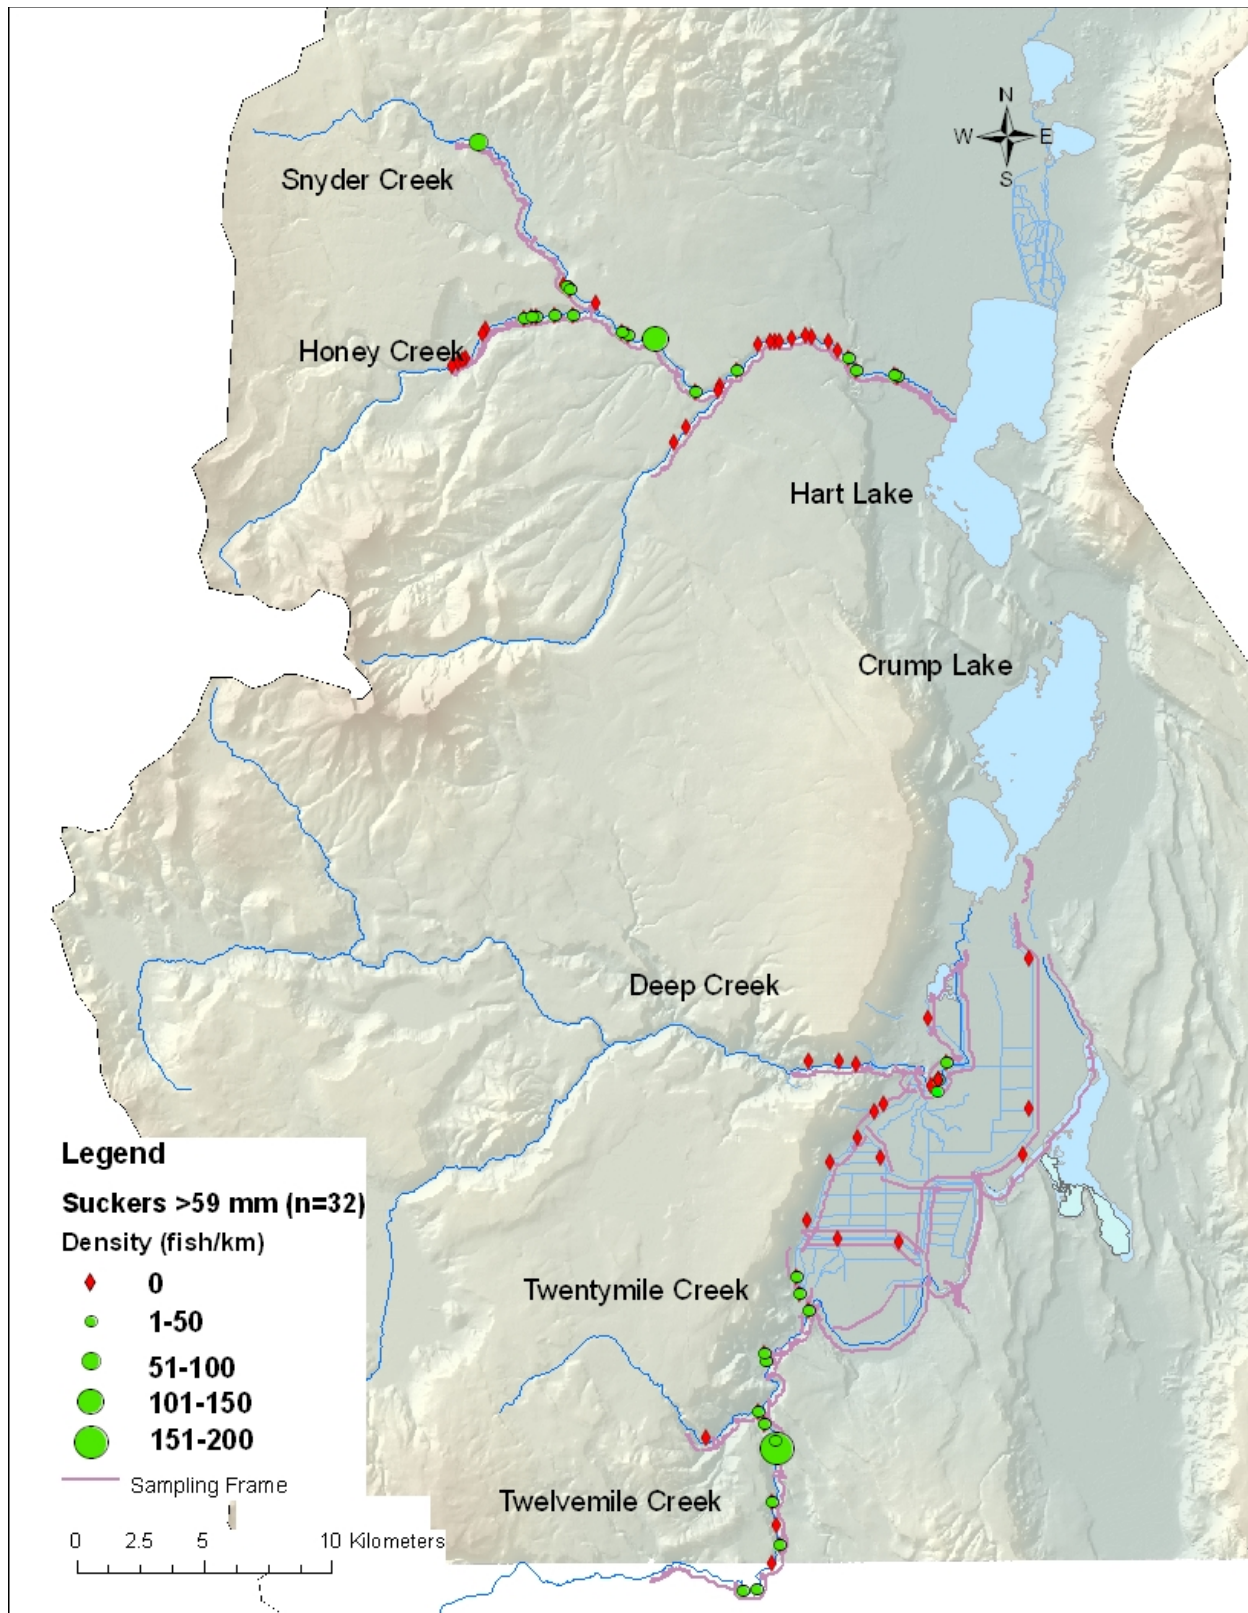 N
W E
S
Snyder Creek
Honey Creek
Hart Lake
Crump Lake
Deep Creek
Twentymile Creek
Twelvemile Creek
Legend
Suckers >59 mm (n=32)
Density (fish/km)
0
1-50
51-100
101-150
151-200
Sampling Frame
0 2.5 5 10 Kilometers